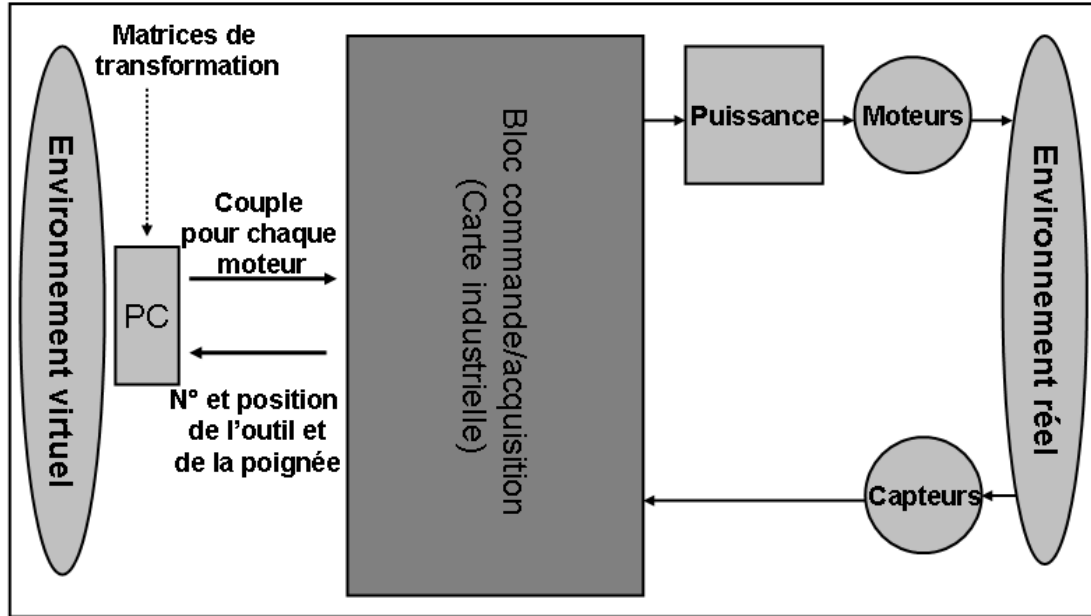 Matrices de
transformation
Environnement virtuel
PC
Couple
pour chaque
moteur
N° et position
de l'outil et
de la poignée
Bloc commande/acquisition
(Carte industrielle)
Puissance
Moteurs
Capteurs
Environnement réel